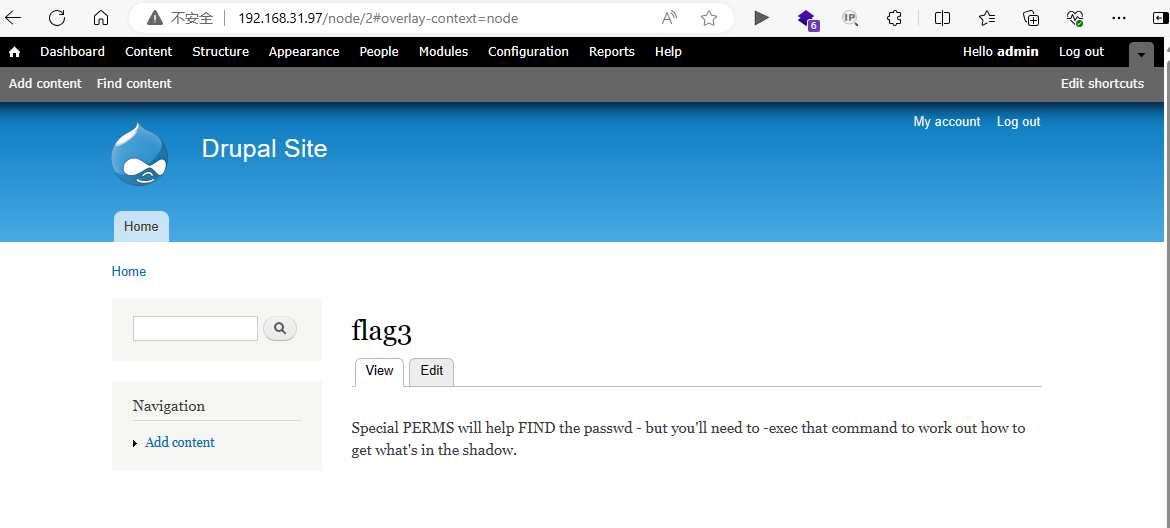 不安全 192.168.31.97/node/2#overlay-context=node A 6 IP
Dashboard Content Structure Appearance People Modules Configuration Reports Help Hello admin Log out
Add content Find content Edit shortcuts
My account Log out
Drupal Site
Home
Home
flag3
View Edit
Navigation
Add content
Special PERMS will help FIND the passwd - but you'll need to -exec that command to work out how to
get what's in the shadow.